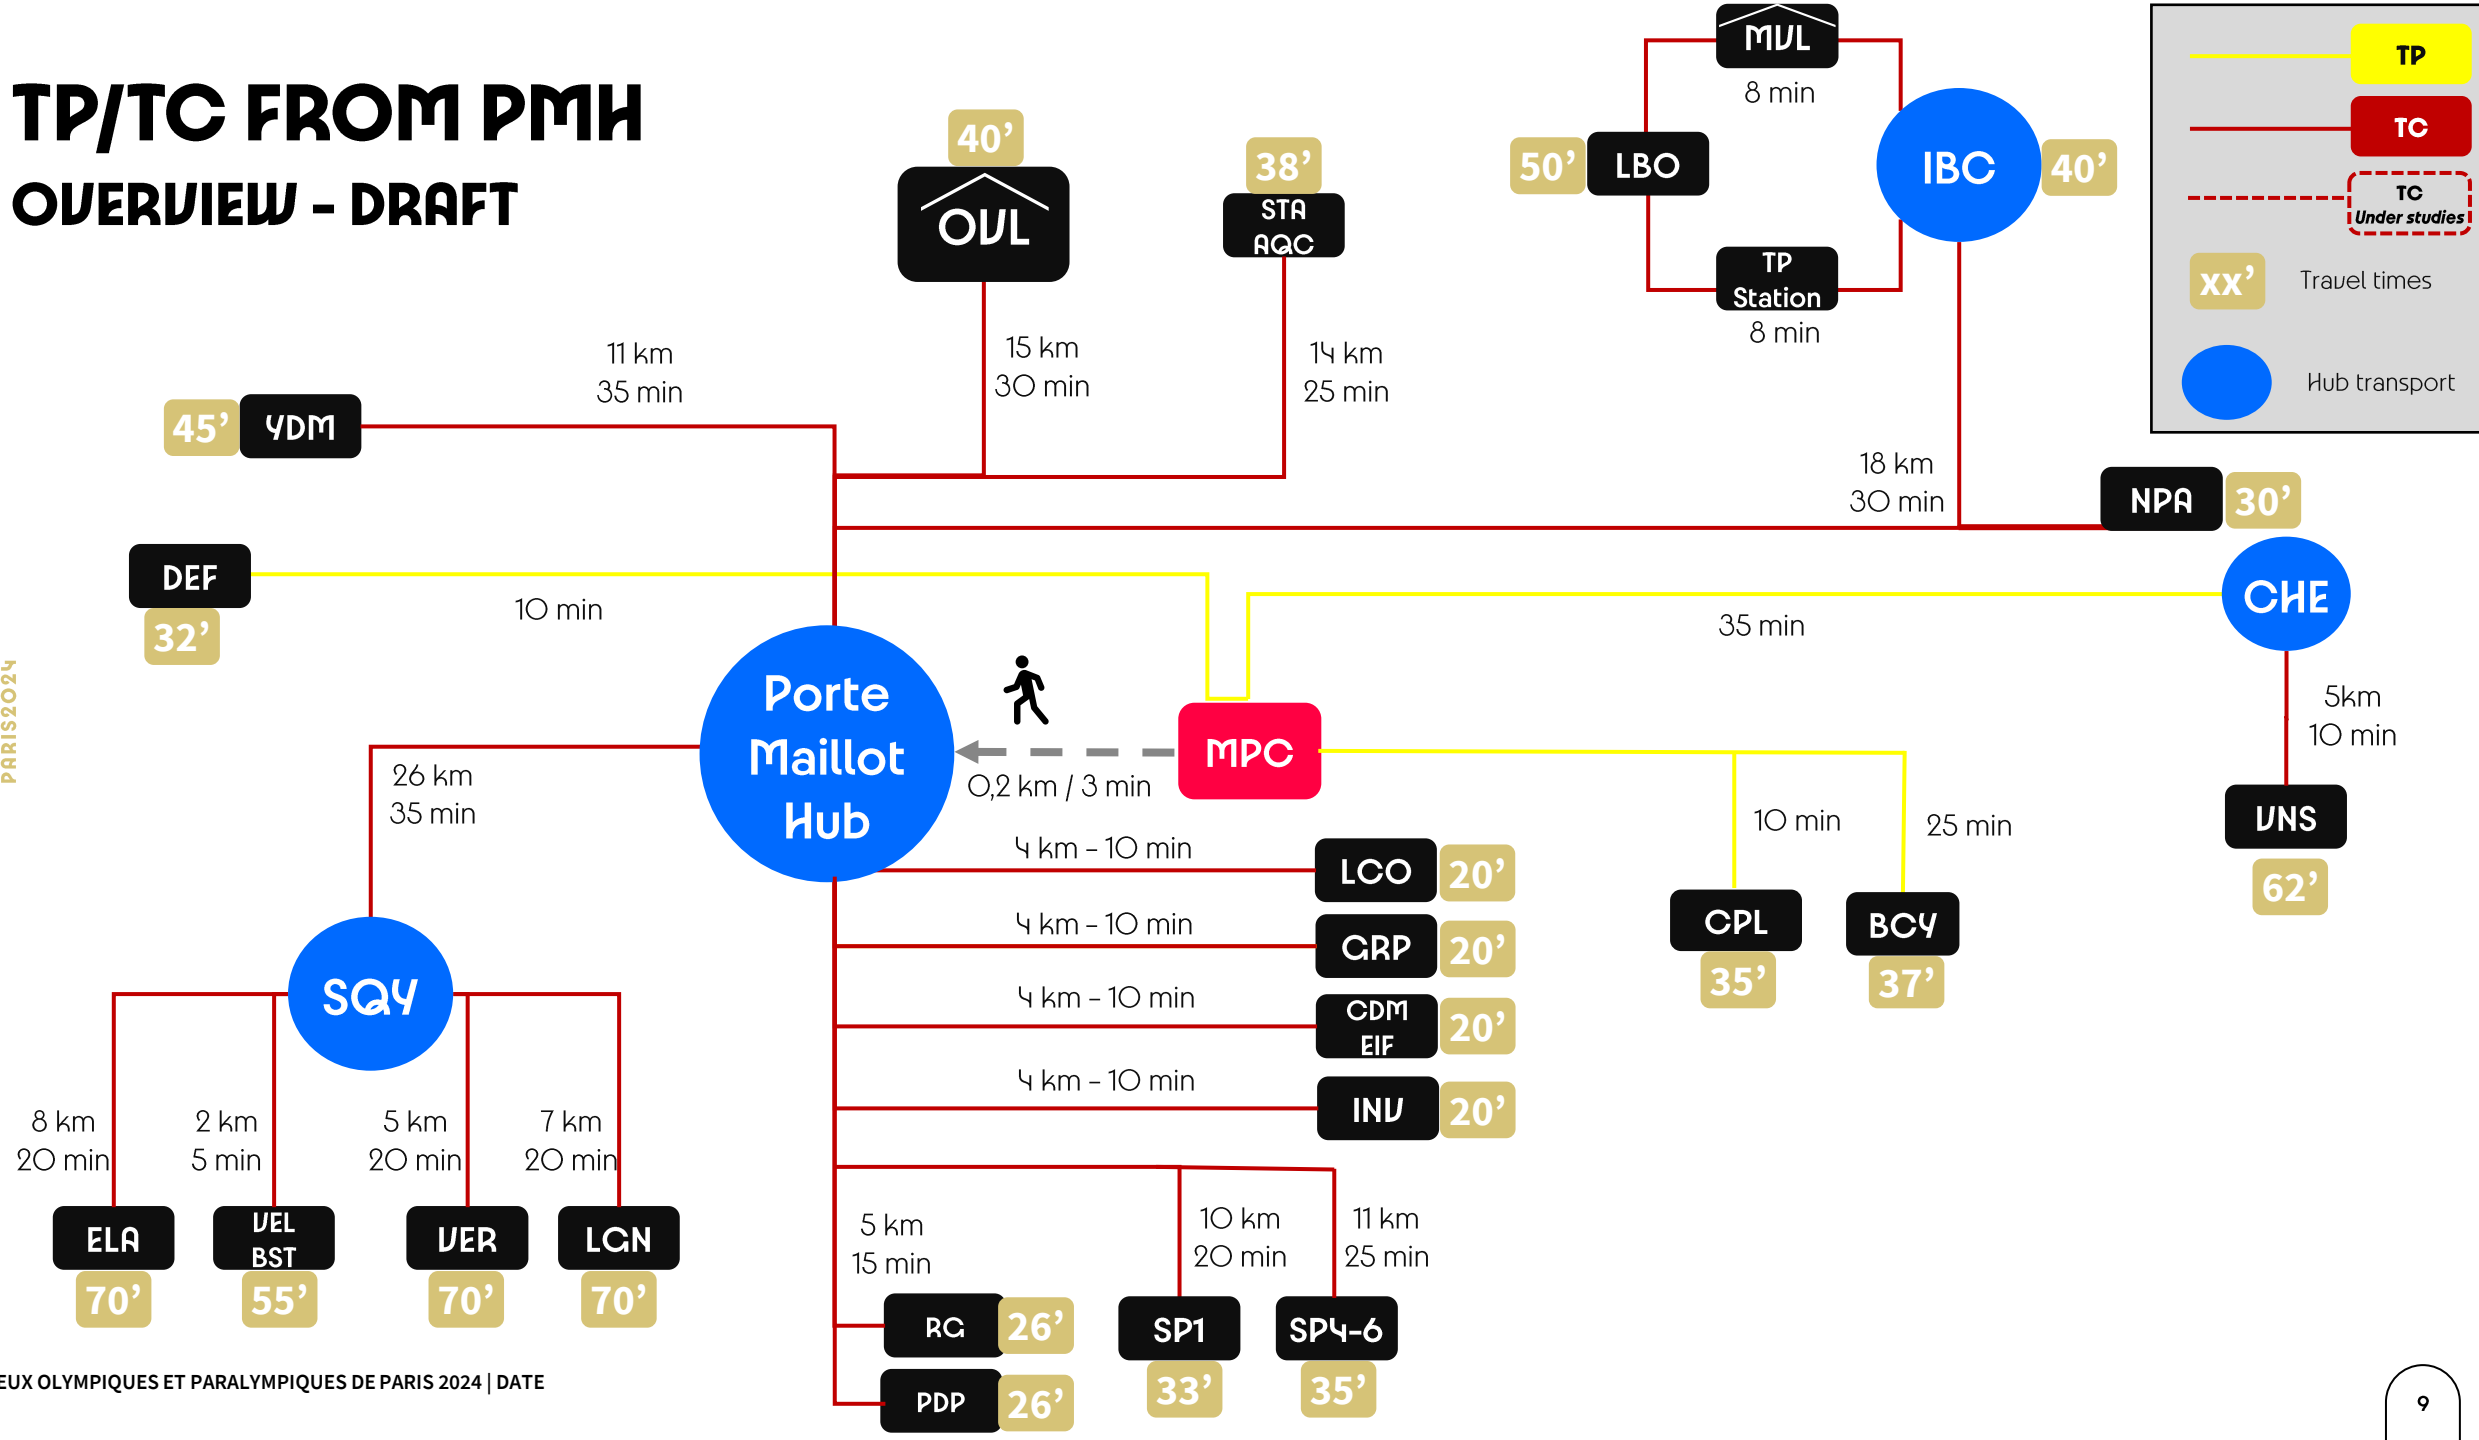 TP/TC FROM PMH
OVERVIEW - DRAFT
MVL
8 min
40’
38’
50’
LBO
IBC
40’
OVL
STA
AQC
TP
Station
8 min
TP
TC
TC
Under studies
xx’
Travel times
Hub transport
11 km
35 min
15 km
30 min
14 km
25 min
45’
YDM
18 km
30 min
NPA
30’
DEF
32’
10 min
35 min
CHE
PARIS2024
Porte
Maillot
Hub
0,2 km / 3 min
MPC
5km
10 min
VNS
62’
26 km
35 min
10 min
25 min
4 km - 10 min
LCO
20’
4 km - 10 min
GRP
20’
CPL
35’
BCY
37’
4 km - 10 min
CDM
EIF
20’
4 km - 10 min
INV
20’
SQY
8 km
20 min
2 km
5 min
5 km
20 min
7 km
20 min
ELA
70’
VEL
BST
55’
VER
70’
LGN
70’
5 km
15 min
10 km
20 min
11 km
25 min
RG
26’
PDP
26’
SP1
33’
SP4-6
35’
EUX OLYMPIQUES ET PARALYMPIQUES DE PARIS 2024 | DATE
9